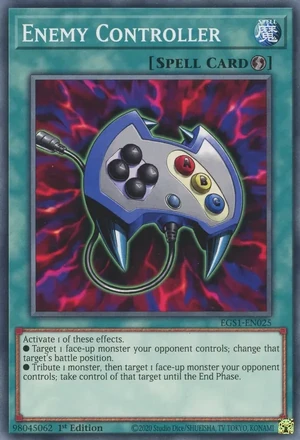 ENEMY CONTROLLER
SPELL
魔
[SPELL CARD]
EGS1-EN025
Activate 1 of these effects.
● Target 1 face-up monster your opponent controls; change that
target's battle position.
● Tribute 1 monster, then target 1 face-up monster your opponent
controls; take control of that target until the End Phase.
98045062 1st Edition ©2020 Studio Dice/SHUEISHA, TV TOKYO, KONAMI